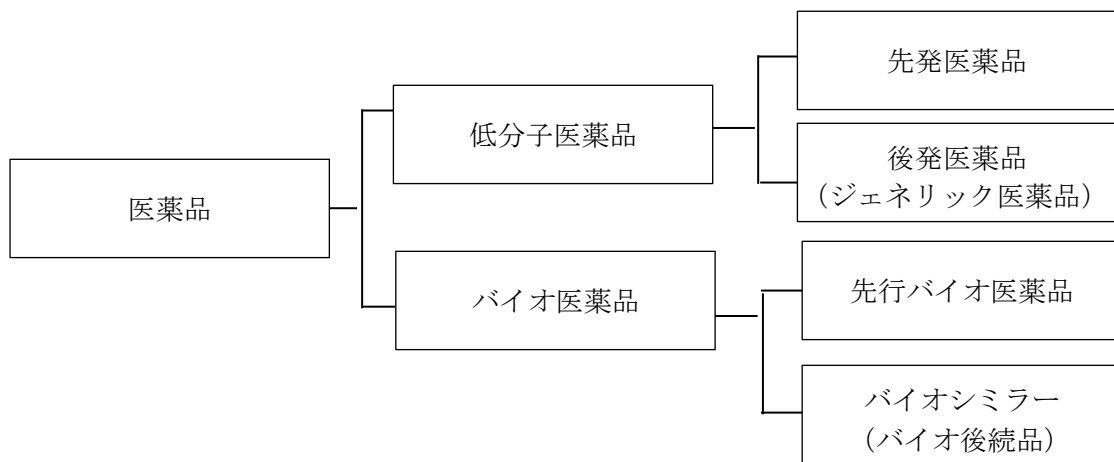 医薬品
低分子医薬品
先発医薬品
後発医薬品
（ジェネリック医薬品）
バイオ医薬品
先行バイオ医薬品
バイオシミラー
（バイオ後続品）